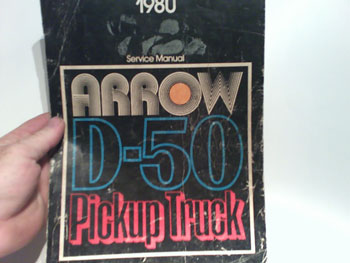 1980
Service Manual
ARROW
D-50
Pickup Truck